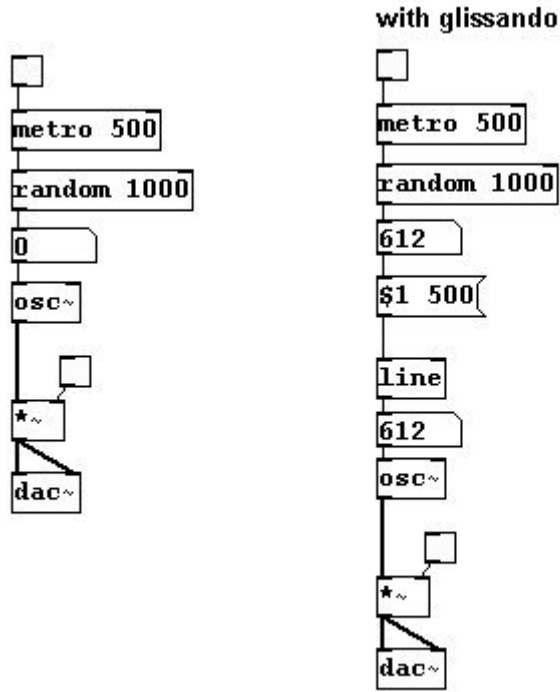 with glissando
metro 500
random 1000
0
osc~
*~
dac~
metro 500
random 1000
612
$1 500
line
612
osc~
*~
dac~